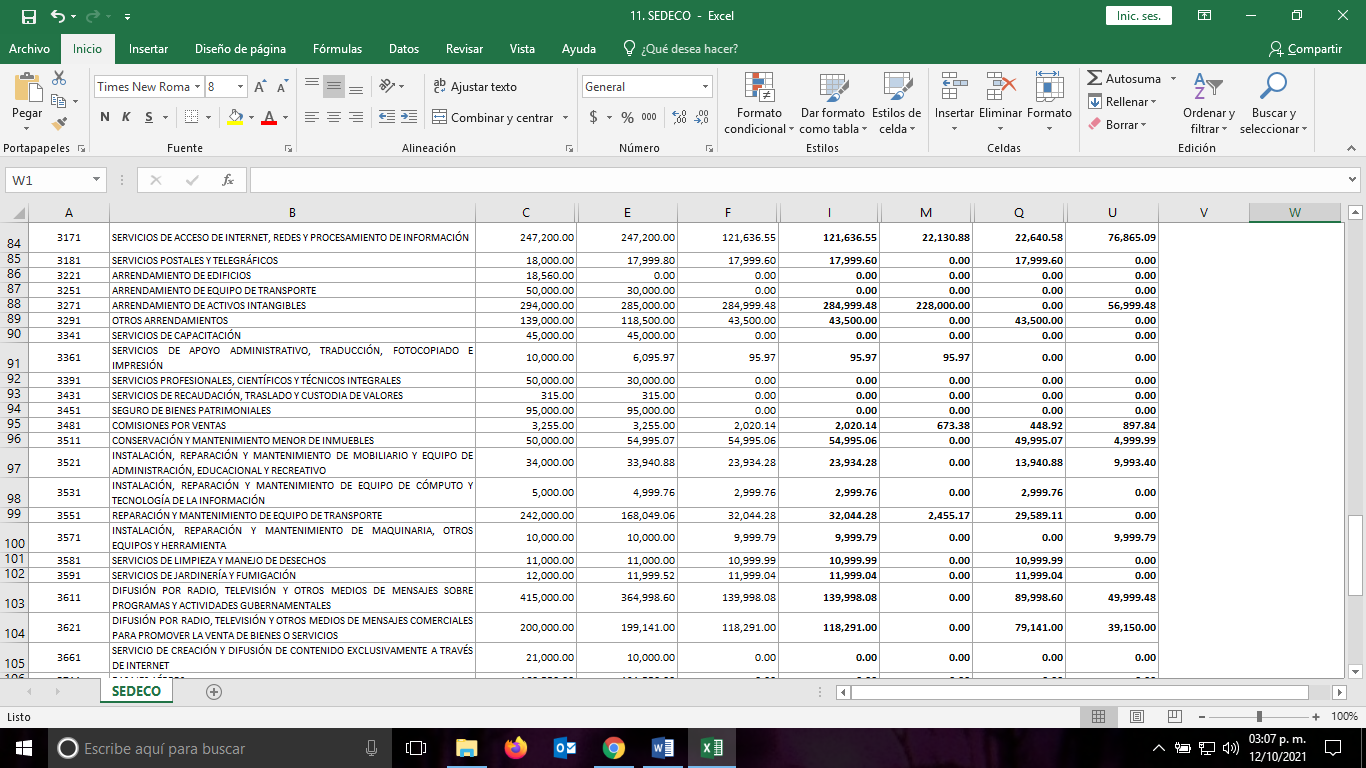 11. SEDECO - Excel
Inic. ses.
Archivo Inicio Insertar Diseño de página Fórmulas Datos Revisar Vista Ayuda ¿Qué desea hacer? Compartir
Pegar
Times New Roma 8
N K S
Ajustar texto
Combinar y centrar
General
$ % 000
Formato condicional
Dar formato como tabla
Estilos de celda
Insertar Eliminar Formato
Autosuma
Rellenar
Borrar
Ordenar y filtrar
Buscar y seleccionar
Portapapeles Fuente Alineación Número Estilos Celdas Edición
W1 fx
A B C E F I M Q U V W
84 3171 SERVICIOS DE ACCESO DE INTERNET, REDES Y PROCESAMIENTO DE INFORMACIÓN 247,200.00 247,200.00 121,636.55 121,636.55 22,130.88 22,640.58 76,865.09
85 3181 SERVICIOS POSTALES Y TELEGRÁFICOS 18,000.00 17,999.80 17,999.60 17,999.60 0.00 17,999.60 0.00
86 3221 ARRENDAMIENTO DE EDIFICIOS 18,560.00 0.00 0.00 0.00 0.00 0.00 0.00
87 3251 ARRENDAMIENTO DE EQUIPO DE TRANSPORTE 50,000.00 30,000.00 0.00 0.00 0.00 0.00 0.00
88 3271 ARRENDAMIENTO DE ACTIVOS INTANGIBLES 294,000.00 285,000.00 284,999.48 284,999.48 228,000.00 0.00 56,999.48
89 3291 OTROS ARRENDAMIENTOS 139,000.00 118,500.00 43,500.00 43,500.00 0.00 43,500.00 0.00
90 3341 SERVICIOS DE CAPACITACIÓN 45,000.00 45,000.00 0.00 0.00 0.00 0.00 0.00
91 3361 SERVICIOS DE APOYO ADMINISTRATIVO, TRADUCCIÓN, FOTOCOPIADO E
IMPRESIÓN 10,000.00 6,095.97 95.97 95.97 95.97 0.00 0.00
92 3391 SERVICIOS PROFESIONALES, CIENTÍFICOS Y TÉCNICOS INTEGRALES 50,000.00 30,000.00 0.00 0.00 0.00 0.00 0.00
93 3431 SERVICIOS DE RECAUDACIÓN, TRASLADO Y CUSTODIA DE VALORES 315.00 315.00 0.00 0.00 0.00 0.00 0.00
94 3451 SEGURO DE BIENES PATRIMONIALES 95,000.00 95,000.00 0.00 0.00 0.00 0.00 0.00
95 3481 COMISIONES POR VENTAS 3,255.00 3,255.00 2,020.14 2,020.14 673.38 448.92 897.84
96 3511 CONSERVACIÓN Y MANTENIMIENTO MENOR DE INMUEBLES 50,000.00 54,995.07 54,995.06 54,995.06 0.00 49,995.07 4,999.99
97 3521 INSTALACIÓN, REPARACIÓN Y MANTENIMIENTO DE MOBILIARIO Y EQUIPO DE
ADMINISTRACIÓN, EDUCACIONAL Y RECREATIVO 34,000.00 33,940.88 23,934.28 23,934.28 0.00 13,940.88 9,993.40
98 3531 INSTALACIÓN, REPARACIÓN Y MANTENIMIENTO DE EQUIPO DE CÓMPUTO Y
TECNOLOGÍA DE LA INFORMACIÓN 5,000.00 4,999.76 2,999.76 2,999.76 0.00 2,999.76 0.00
99 3551 REPARACIÓN Y MANTENIMIENTO DE EQUIPO DE TRANSPORTE 242,000.00 168,049.06 32,044.28 32,044.28 2,455.17 29,589.11 0.00
100 3571 INSTALACIÓN, REPARACIÓN Y MANTENIMIENTO DE MAQUINARIA, OTROS
EQUIPOS Y HERRAMIENTA 10,000.00 10,000.00 9,999.79 9,999.79 0.00 0.00 9,999.79
101 3581 SERVICIOS DE LIMPIEZA Y MANEJO DE DESECHOS 11,000.00 11,000.00 10,999.99 10,999.99 0.00 10,999.99 0.00
102 3591 SERVICIOS DE JARDINERÍA Y FUMIGACIÓN 12,000.00 11,999.52 11,999.04 11,999.04 0.00 11,999.04 0.00
103 3611 DIFUSIÓN POR RADIO, TELEVISIÓN Y OTROS MEDIOS DE MENSAJES SOBRE
PROGRAMAS Y ACTIVIDADES GUBERNAMENTALES 415,000.00 364,998.60 139,998.08 139,998.08 0.00 89,998.60 49,999.48
104 3621 DIFUSIÓN POR RADIO, TELEVISIÓN Y OTROS MEDIOS DE MENSAJES COMERCIALES
PARA PROMOVER LA VENTA DE BIENES O SERVICIOS 200,000.00 199,141.00 118,291.00 118,291.00 0.00 79,141.00 39,150.00
105 3661 SERVICIO DE CREACIÓN Y DIFUSIÓN DE CONTENIDO EXCLUSIVAMENTE A TRAVÉS
DE INTERNET 21,000.00 10,000.00 0.00 0.00 0.00 0.00 0.00
SEDECO
Listo 100%
Escribe aquí para buscar
03:07 p. m.
12/10/2021